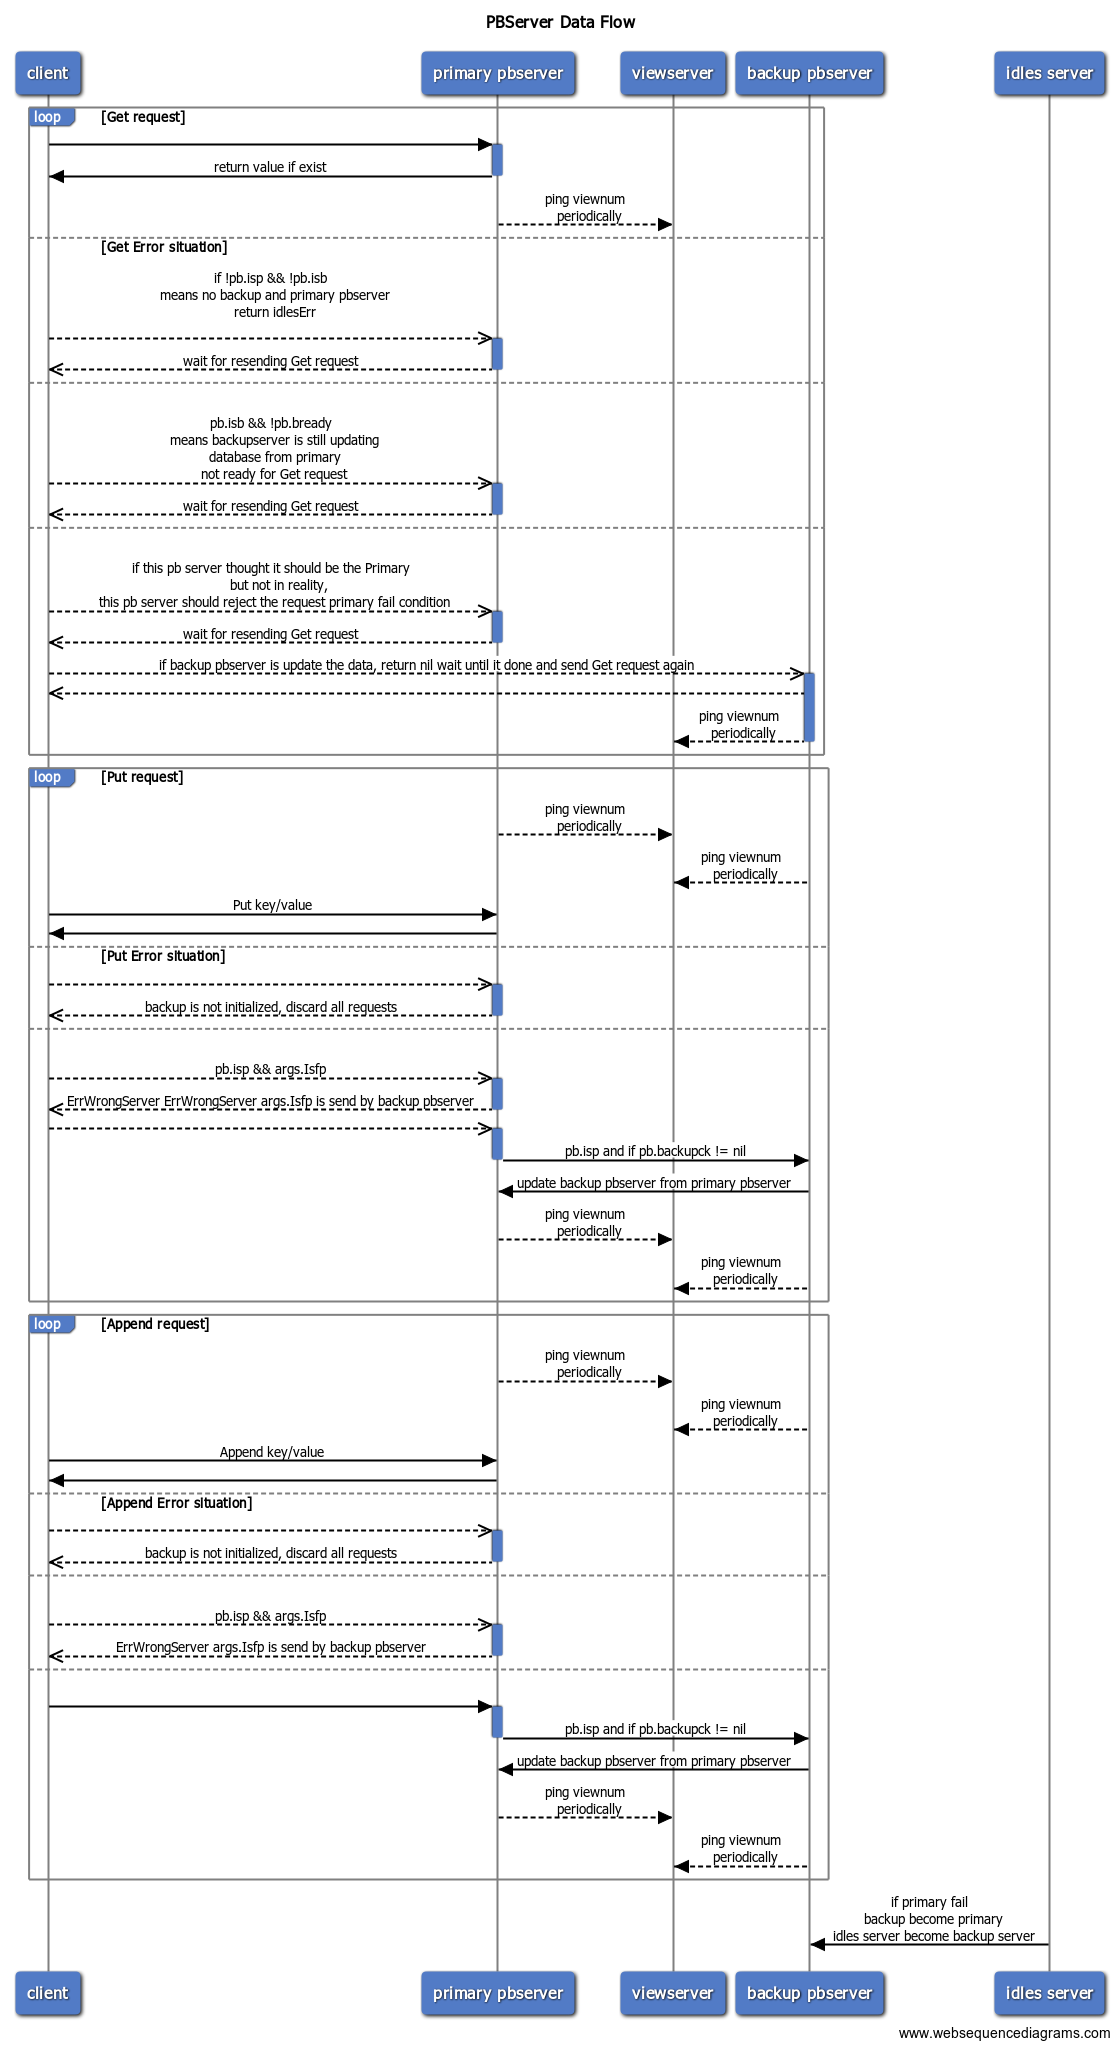 PBServer Data Flow
client
primary pbserver
viewserver
backup pbserver
idles server
loop
[Get request]
return value if exist
ping viewnum
periodically
[Get Error situation]
if !pb.isp && !pb.isb
means no backup and primary pbserver
return idlesErr
wait for resending Get request
pb.isb && !pb.bready
means backupserver is still updating
database from primary
not ready for Get request
wait for resending Get request
if this pb server thought it should be the Primary
but not in reality,
this pb server should reject the request primary fail condition
wait for resending Get request
if backup pbserver is update the data, return nil wait until it done and send Get request again
ping viewnum
periodically
loop
[Put request]
ping viewnum
periodically
ping viewnum
periodically
Put key/value
[Put Error situation]
backup is not initialized, discard all requests
pb.isp && args.Isfp
ErrWrongServer ErrWrongServer args.Isfp is send by backup pbserver
pb.isp and if pb.backupck != nil
update backup pbserver from primary pbserver
ping viewnum
periodically
ping viewnum
periodically
loop
[Append request]
ping viewnum
periodically
ping viewnum
periodically
Append key/value
[Append Error situation]
backup is not initialized, discard all requests
pb.isp && args.Isfp
ErrWrongServer args.Isfp is send by backup pbserver
pb.isp and if pb.backupck != nil
update backup pbserver from primary pbserver
ping viewnum
periodically
ping viewnum
periodically
if primary fail
backup become primary
idles server become backup server
client
primary pbserver
viewserver
backup pbserver
idles server
www.websequencediagrams.com